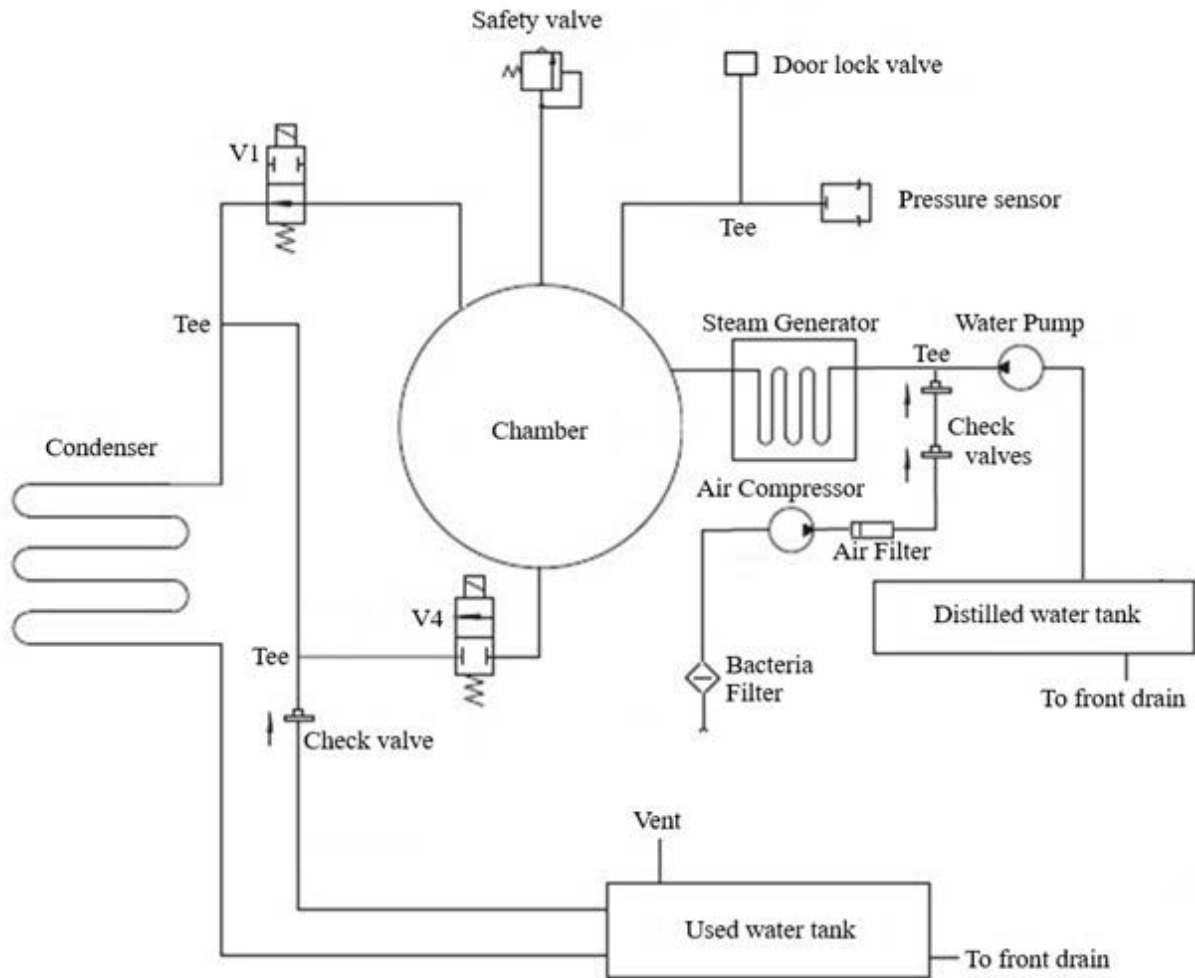 Safety valve
Door lock valve
V1
Pressure sensor
Tee
Tee
Steam Generator
Water Pump
Tee
Chamber
Check
valves
Condenser
Air Compressor
Air Filter
V4
Distilled water tank
Tee
Bacteria
Filter
To front drain
Check valve
Vent
Used water tank
To front drain